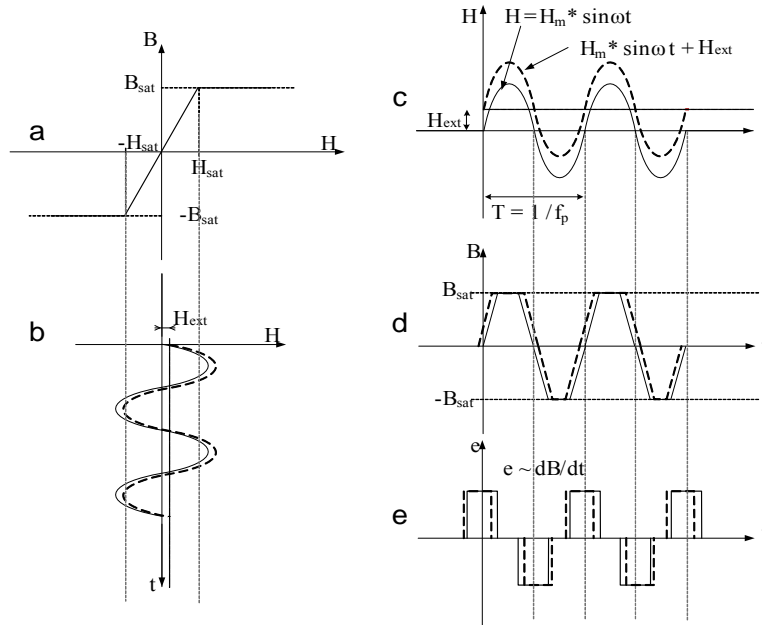 a
B
B_sat
-H_sat
H
H_sat
-B_sat
b
H_ext
H
t
c
H
H=H_m* sinωt
H_m* sinωt + H_ext
H_ext
T = 1 / f_p
d
B
B_sat
-B_sat
e
e
e ~ dB/dt